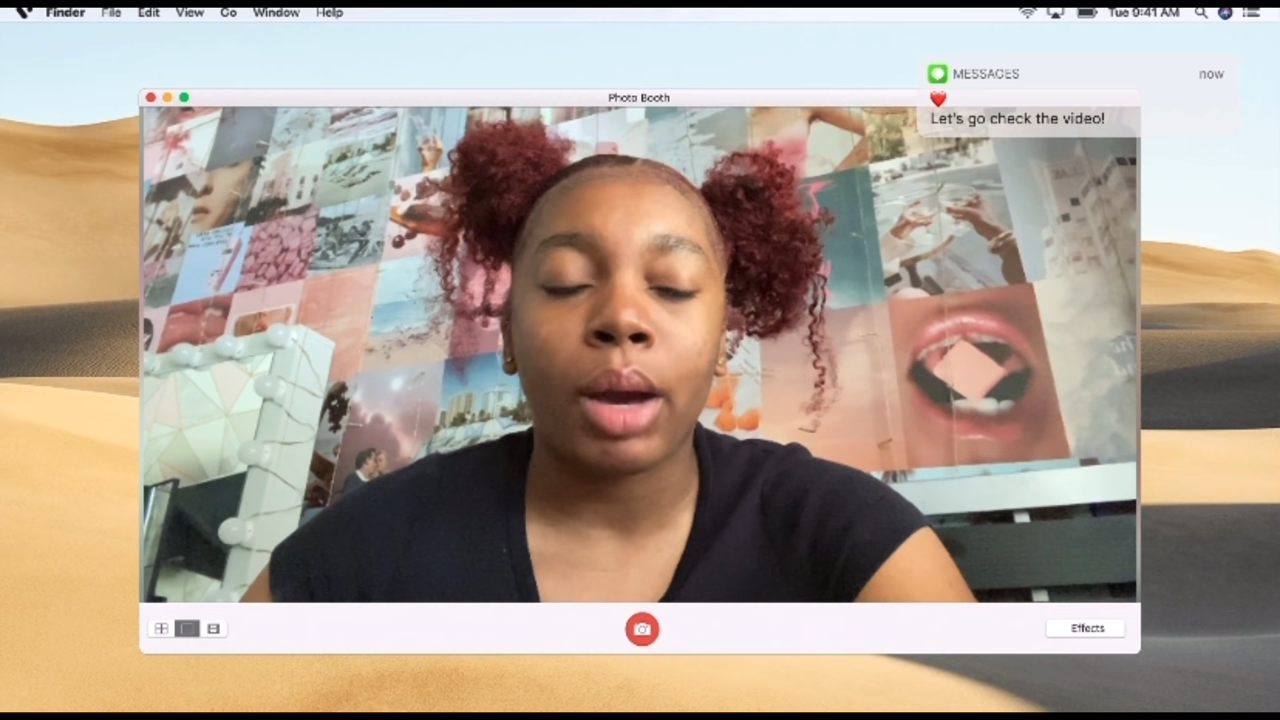 Finder File Edit View Go Window Help Tue 9:41 AM
MESSAGES now
❤️
Let's go check the video!
Photo Booth
Effects